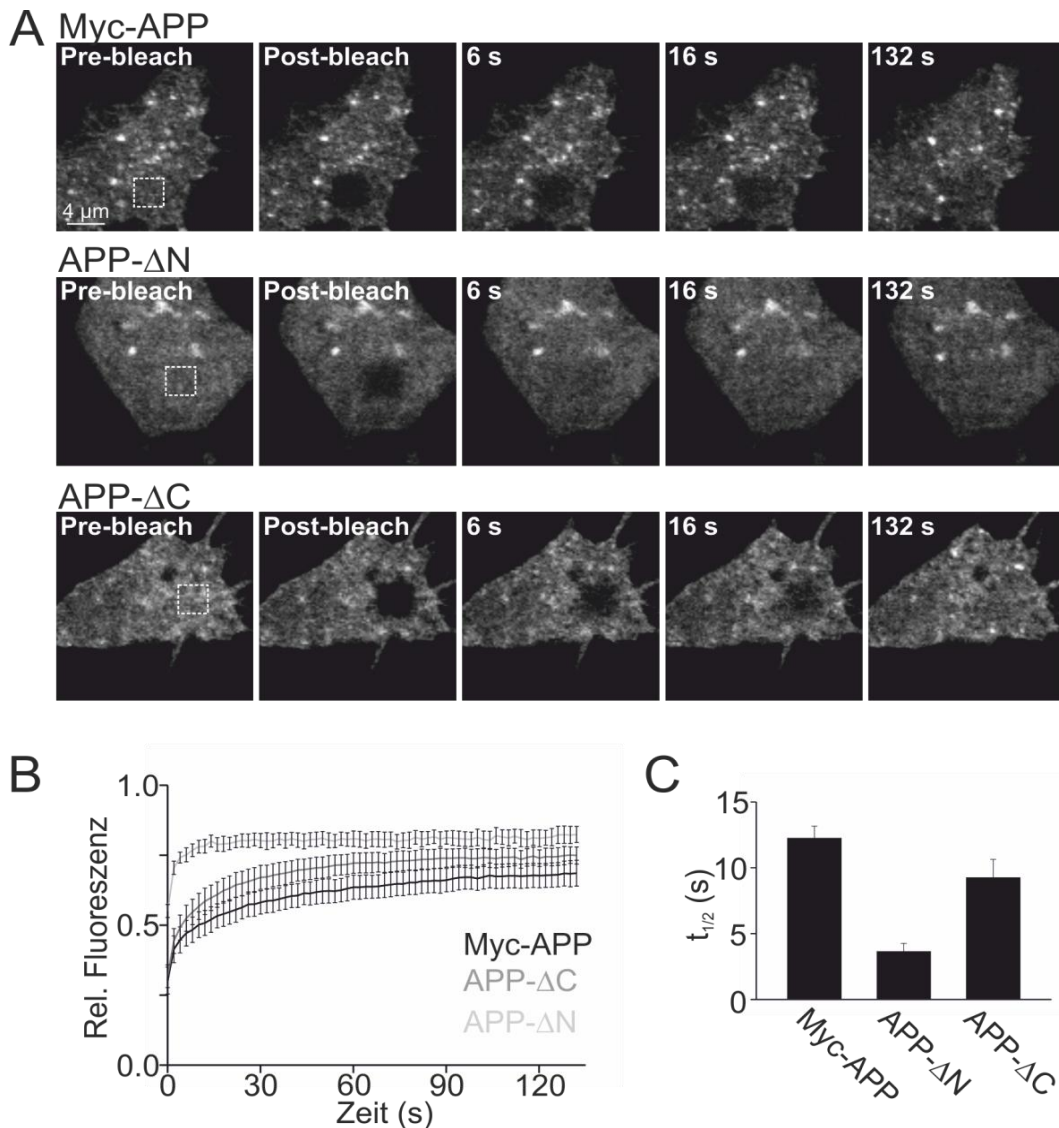 A
Myc-APP
Pre-bleach Post-bleach 6 s 16 s 132 s
4 µm
APP-ΔN
Pre-bleach Post-bleach 6 s 16 s 132 s
APP-ΔC
Pre-bleach Post-bleach 6 s 16 s 132 s
B
Rel. Fluoreszenz
1.0
0.5
0.0
0 30 60 90 120
Zeit (s)
Myc-APP
APP-ΔC
APP-ΔN
C
t1/2 (s)
15
10
5
0
Myc-APP
APP-ΔN
APP-ΔC